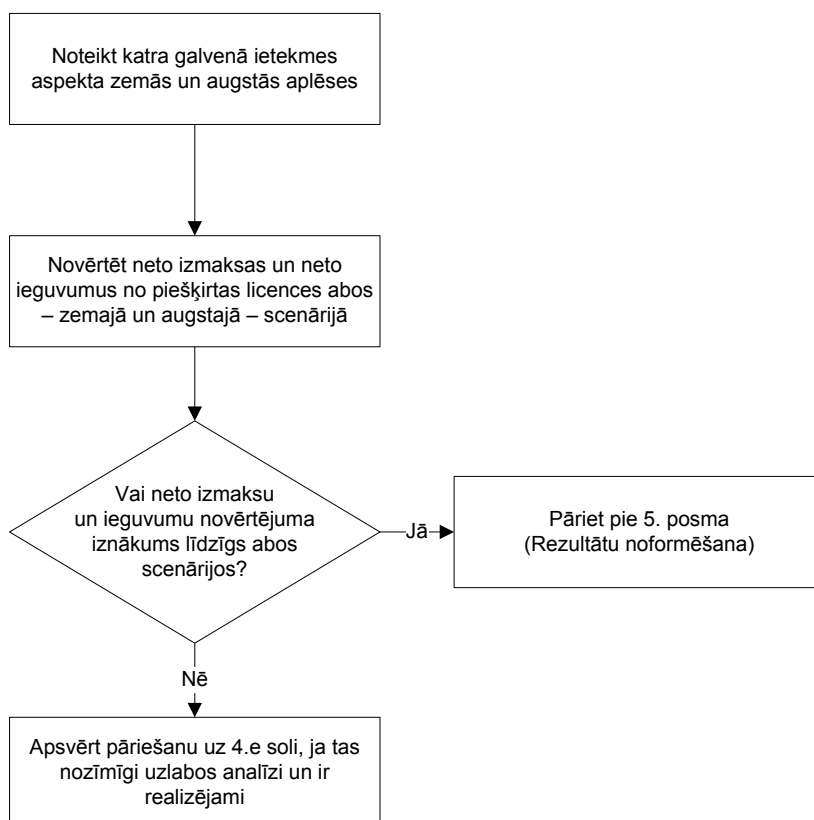 Noteikt katra galvenā ietekmes
aspekta zemās un augstās aplēses
Novērtēt neto izmaksas un neto
ieguvumus no piešķirtas licences abos
– zemajā un augstajā – scenārijā
Vai neto izmaksu
un ieguvumu novērtējuma
iznākums līdzīgs abos
scenārijos?
Jā
Pāriet pie 5. posma
(Rezultātu noformēšana)
Nē
Apsvērt pāriešanu uz 4.e soli, ja tas
nozīmīgi uzlabos analīzi un ir
realizējami